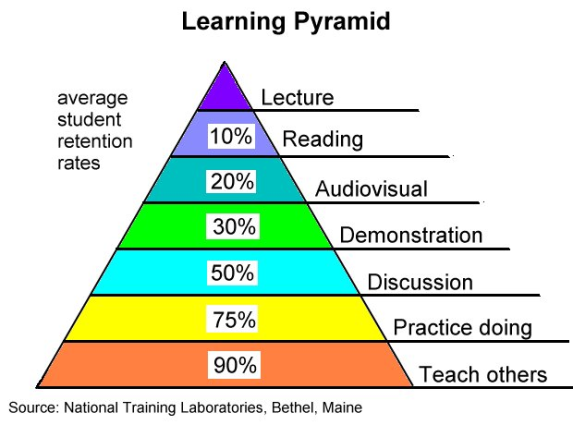 Learning Pyramid
average
student
retention
rates
Lecture
10% Reading
20% Audiovisual
30% Demonstration
50% Discussion
75% Practice doing
90% Teach others
Source: National Training Laboratories, Bethel, Maine